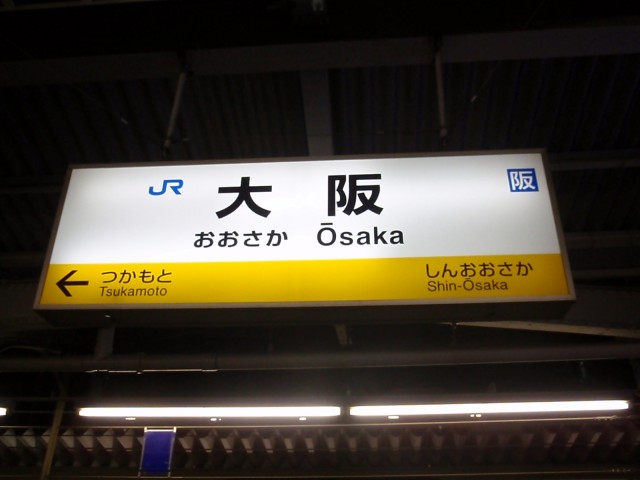 JR 大阪 阪
おおさか Ōsaka
← つかもと しんおおさか
Tsukamoto Shin-Ōsaka